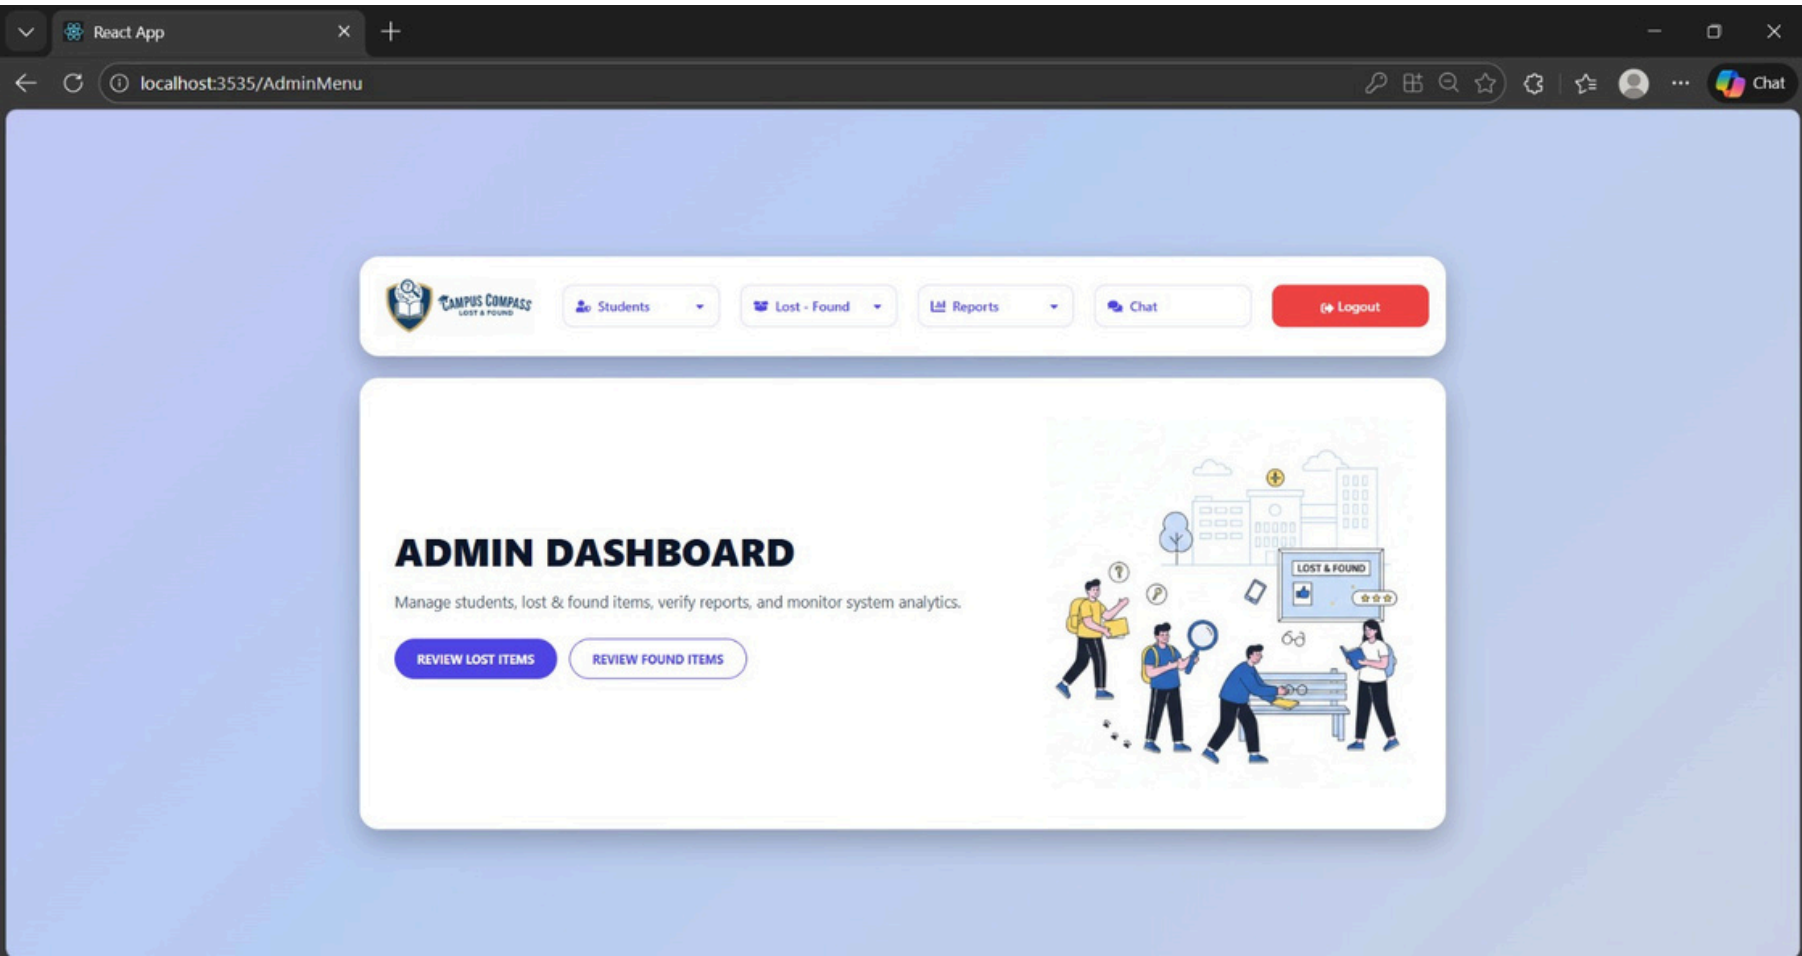 React App
localhost:3535/AdminMenu
Chat
CAMPUS COMPASS
LOST & FOUND
Students
Lost - Found
Reports
Chat
Logout
ADMIN DASHBOARD
Manage students, lost & found items, verify reports, and monitor system analytics.
REVIEW LOST ITEMS
REVIEW FOUND ITEMS
LOST & FOUND